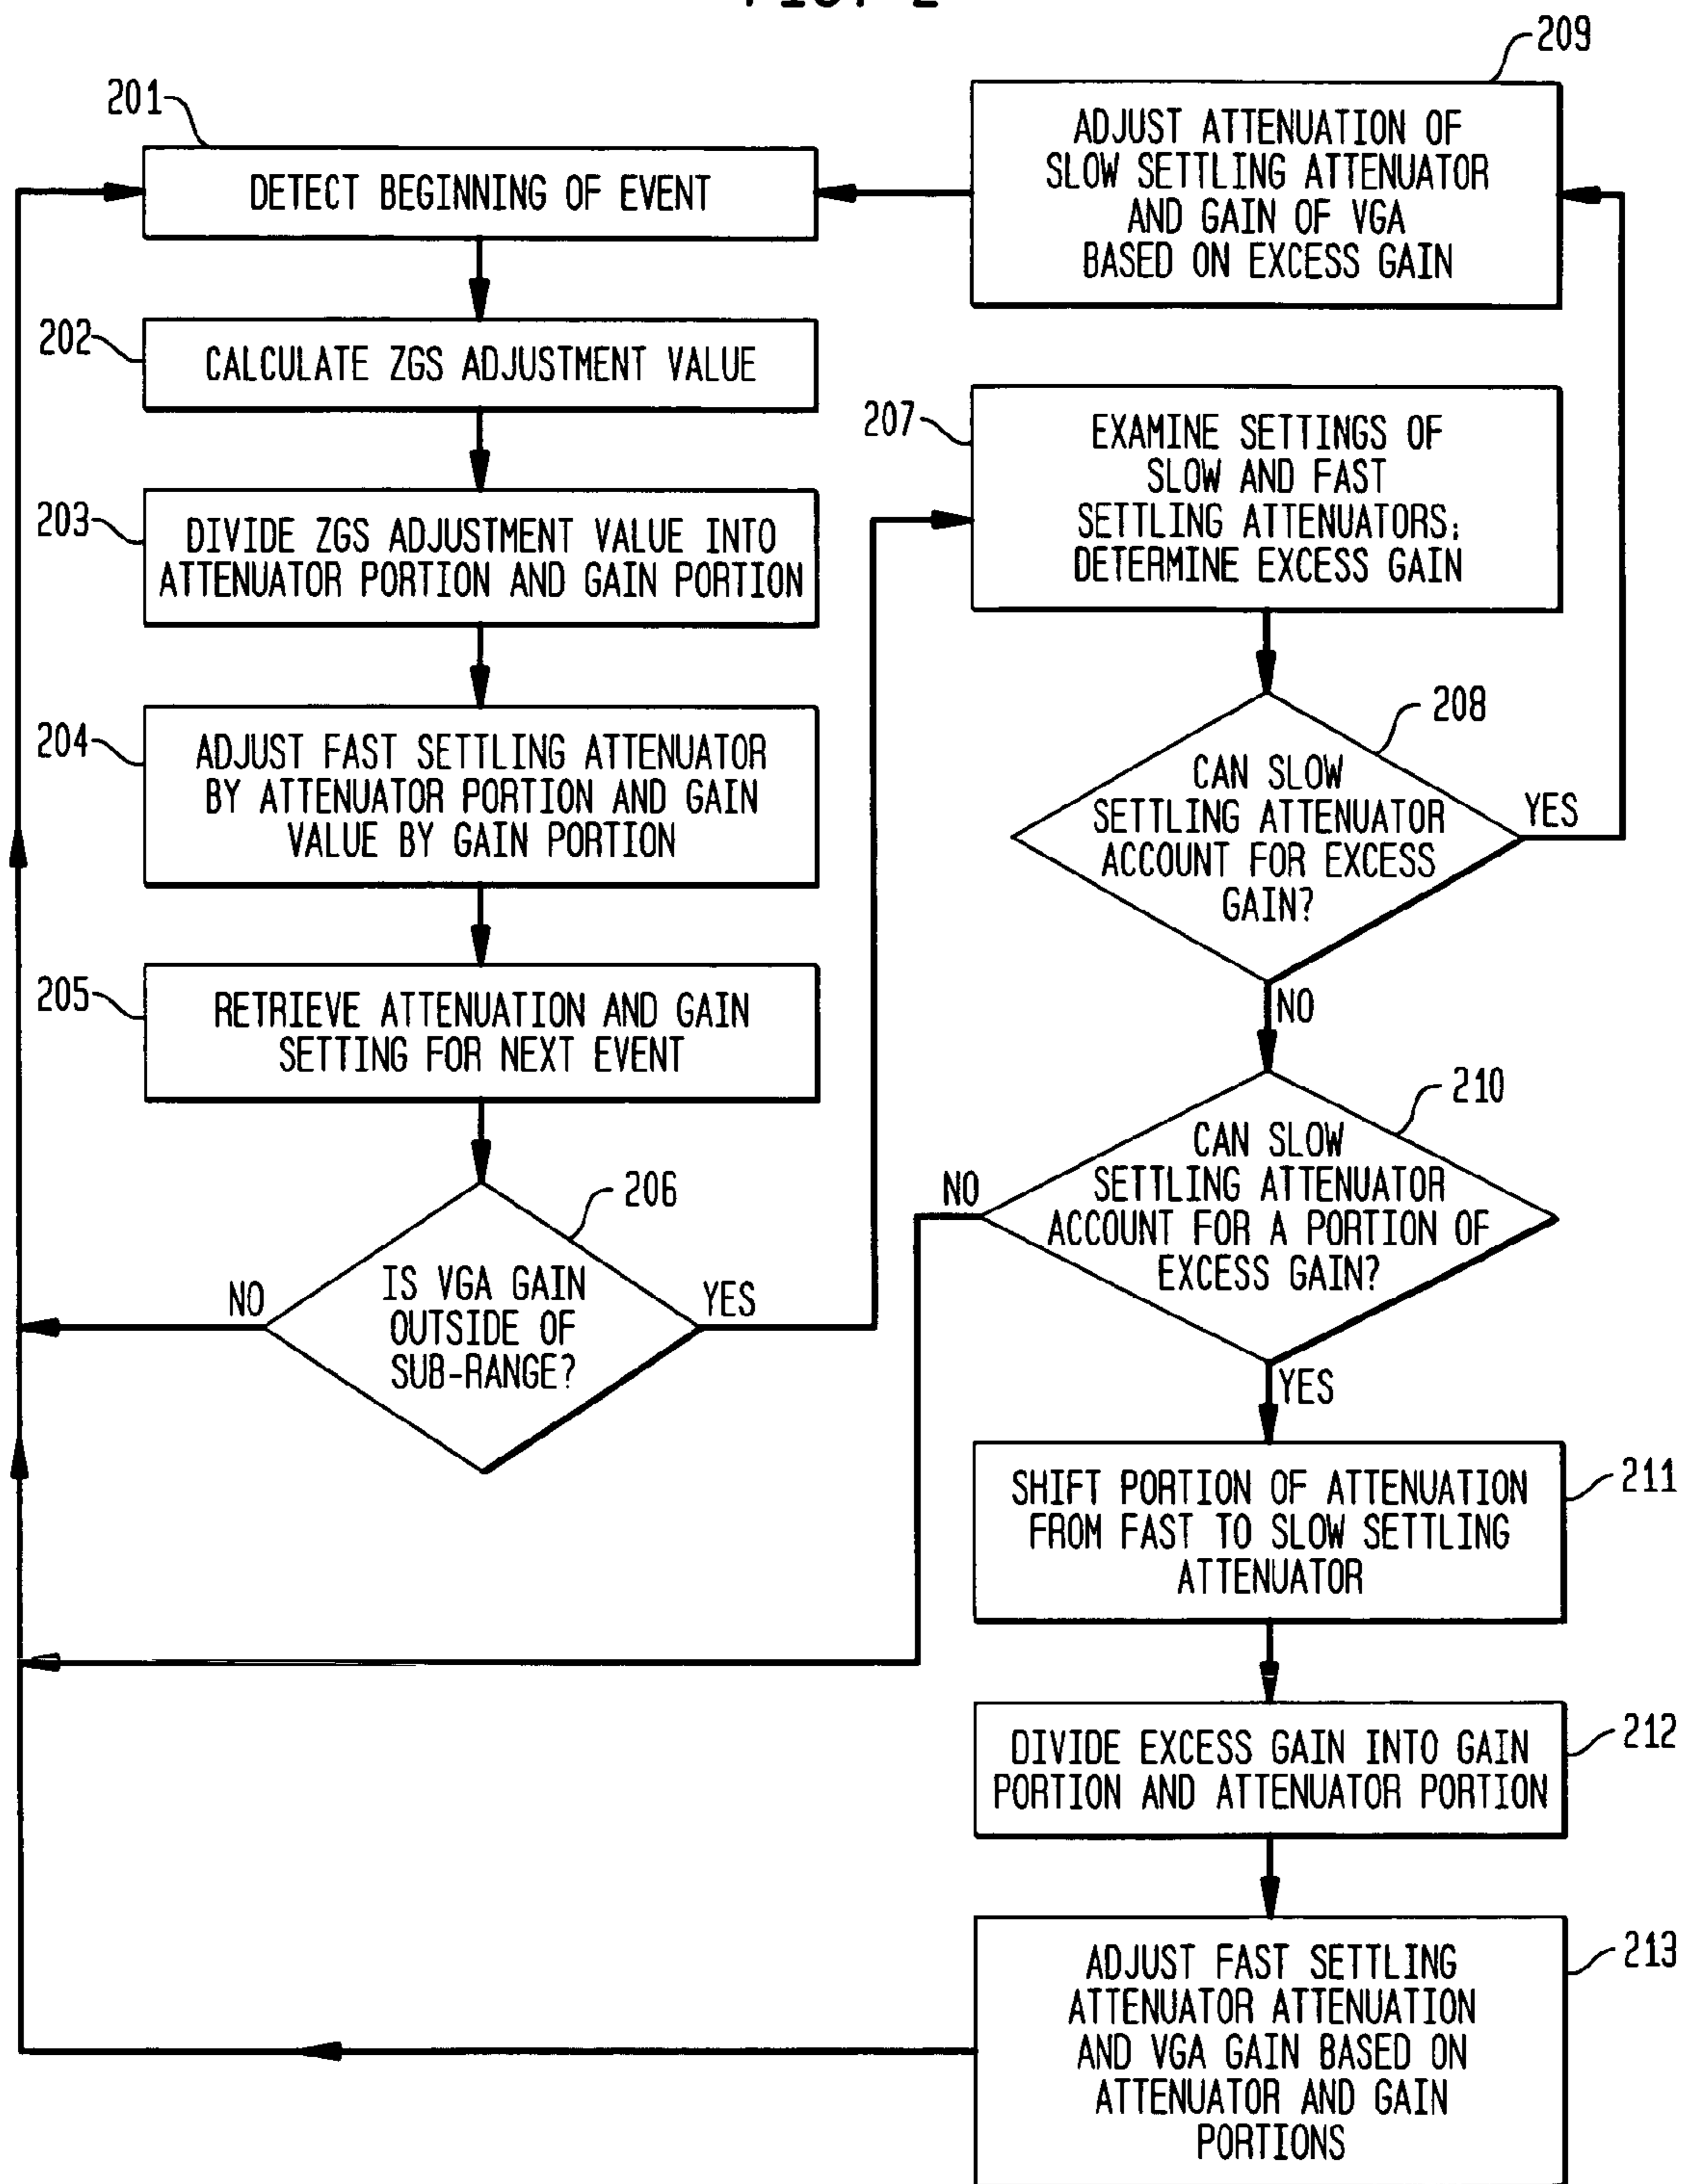 201
DETECT BEGINNING OF EVENT
202
CALCULATE ZGS ADJUSTMENT VALUE
203
DIVIDE ZGS ADJUSTMENT VALUE INTO
ATTENUATOR PORTION AND GAIN PORTION
204
ADJUST FAST SETTLING ATTENUATOR
BY ATTENUATOR PORTION AND GAIN
VALUE BY GAIN PORTION
205
RETRIEVE ATTENUATION AND GAIN
SETTING FOR NEXT EVENT
206
IS VGA GAIN
OUTSIDE OF
SUB-RANGE?
NO
YES
209
ADJUST ATTENUATION OF
SLOW SETTLING ATTENUATOR
AND GAIN OF VGA
BASED ON EXCESS GAIN
207
EXAMINE SETTINGS OF
SLOW AND FAST
SETTLING ATTENUATORS;
DETERMINE EXCESS GAIN
208
CAN SLOW
SETTLING ATTENUATOR
ACCOUNT FOR EXCESS
GAIN?
YES
NO
210
CAN SLOW
SETTLING ATTENUATOR
ACCOUNT FOR A PORTION OF
EXCESS GAIN?
NO
YES
211
SHIFT PORTION OF ATTENUATION
FROM FAST TO SLOW SETTLING
ATTENUATOR
212
DIVIDE EXCESS GAIN INTO GAIN
PORTION AND ATTENUATOR PORTION
213
ADJUST FAST SETTLING
ATTENUATOR ATTENUATION
AND VGA GAIN BASED ON
ATTENUATOR AND GAIN
PORTIONS